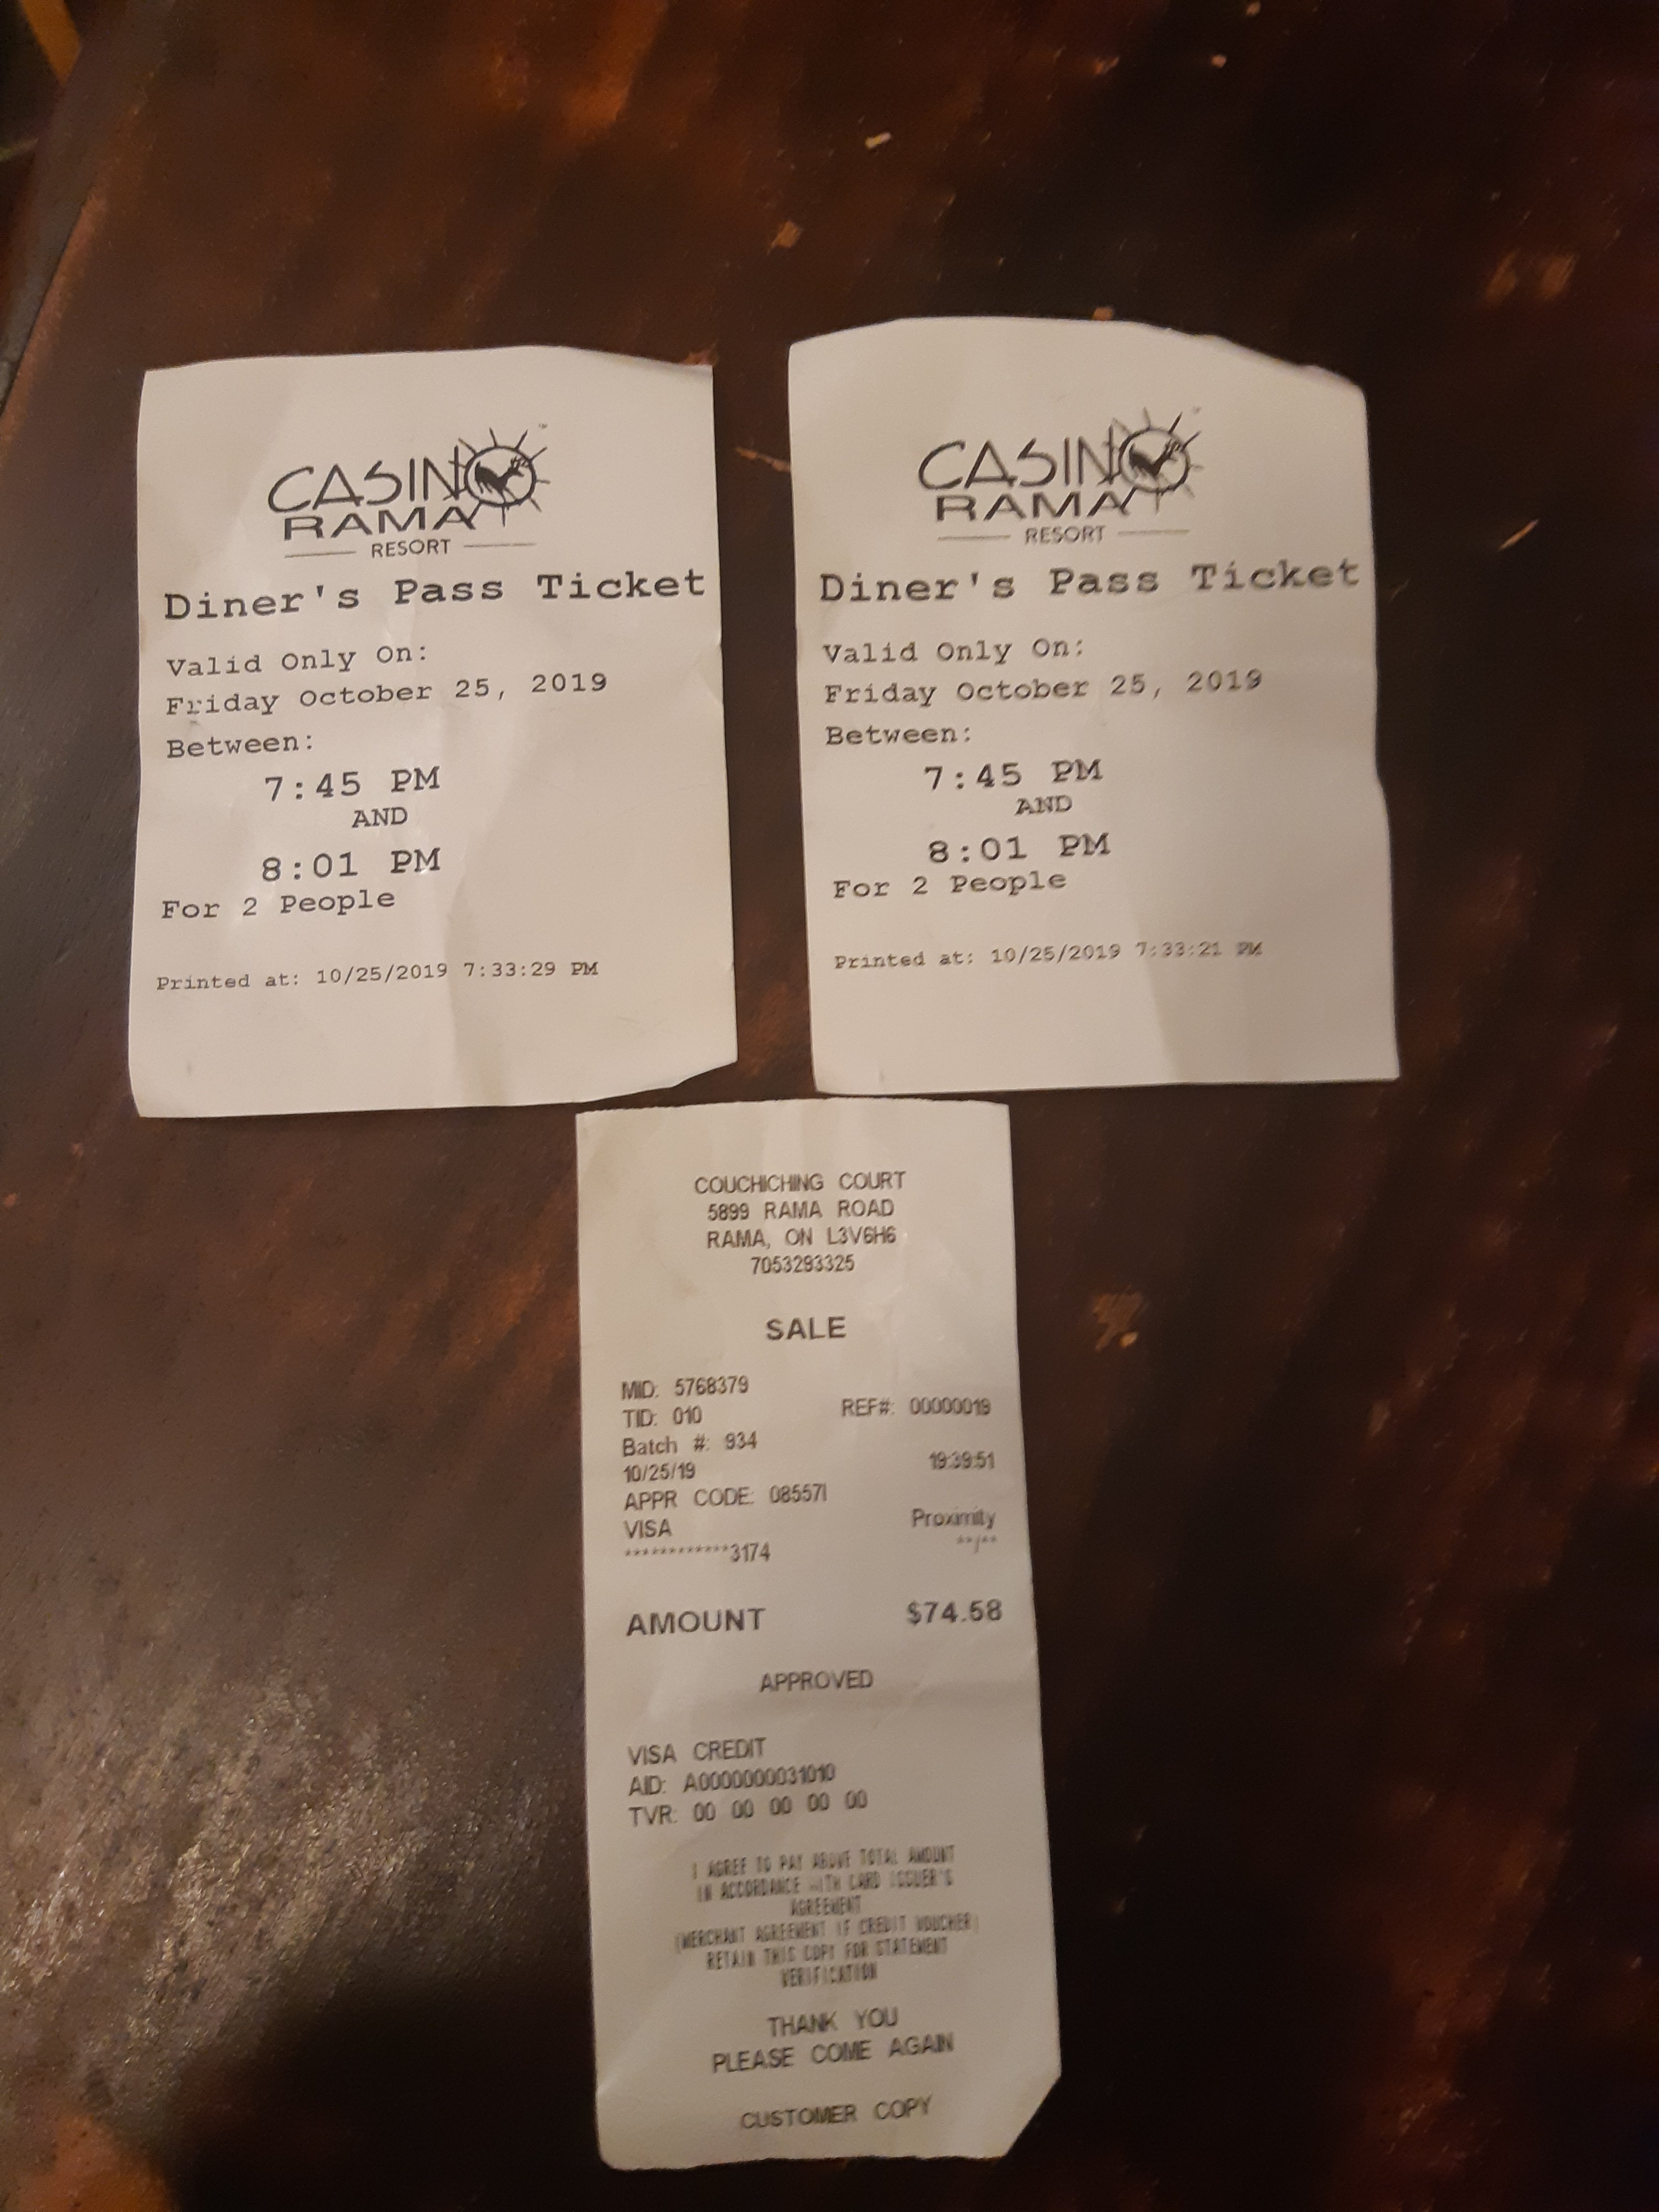 CASINO
RAMA
RESORT
Diner's Pass Ticket
Valid Only On:
Friday October 25, 2019
Between:
7:45 PM
AND
8:01 PM
For 2 People
Printed at: 10/25/2019 7:33:29 PM
CASINO
RAMA
RESORT
Diner's Pass Ticket
Valid Only On:
Friday October 25, 2019
Between:
7:45 PM
AND
8:01 PM
For 2 People
Printed at: 10/25/2019 7:33:21 PM
COUCHICHING COURT
5899 RAMA ROAD
RAMA, ON L3V6H6
7053293325
SALE
MID: 5768379
TID: 010 REF#: 00000019
Batch #: 934
10/25/19 19:39:51
APPR CODE: 085571
VISA Proximity
************3174 **/**
AMOUNT $74.58
APPROVED
VISA CREDIT
AID: A0000000031010
TVR: 00 00 00 00 00
I AGREE TO PAY ABOVE TOTAL AMOUNT
IN ACCORDANCE WITH CARD ISSUER'S
AGREEMENT
(MERCHANT AGREEMENT IF CREDIT VOUCHER)
RETAIN THIS COPY FOR STATEMENT
VERIFICATION
THANK YOU
PLEASE COME AGAIN
CUSTOMER COPY